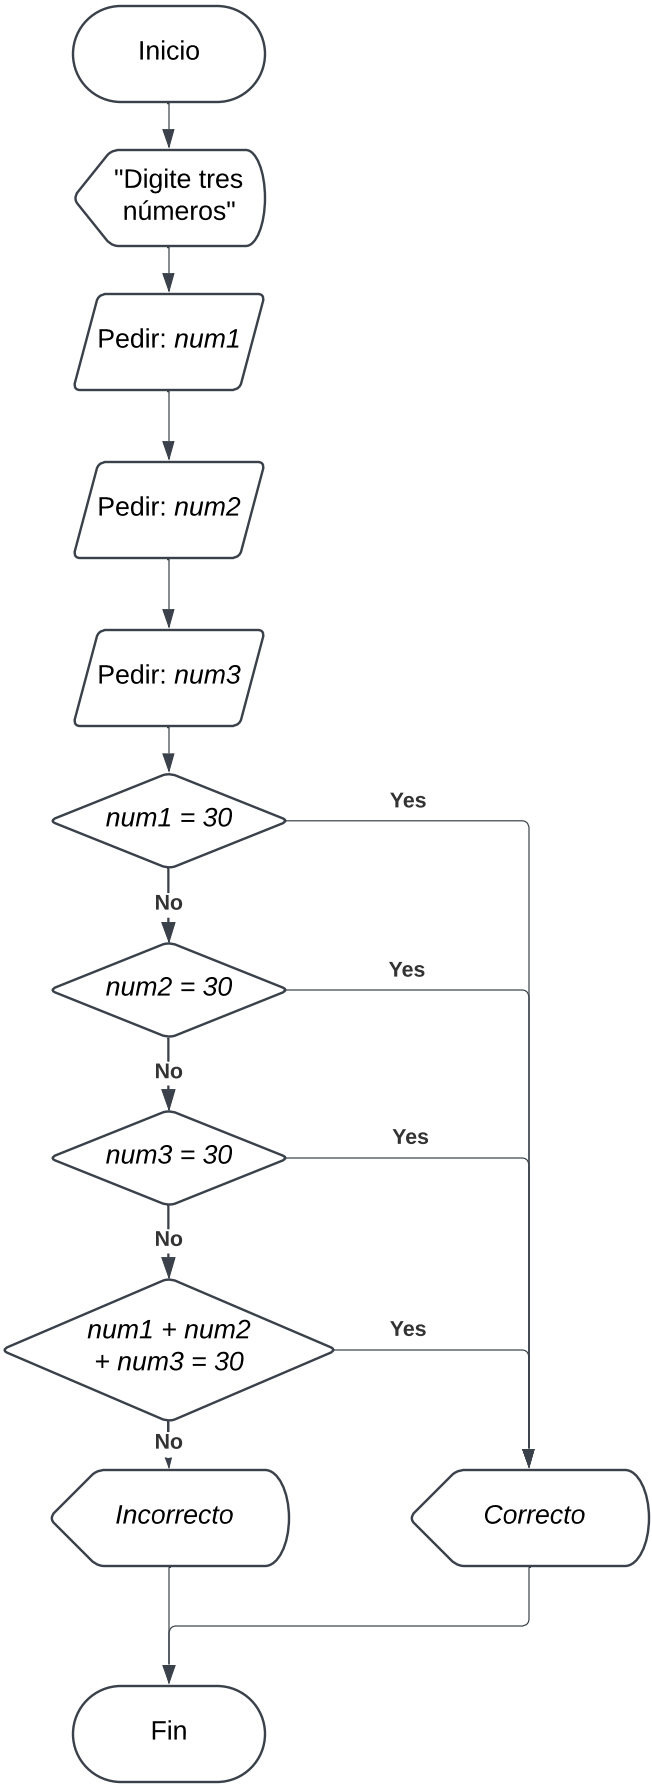 Inicio
"Digite tres
números"
Pedir: num1
Pedir: num2
Pedir: num3
num1 = 30
Yes
No
num2 = 30
Yes
No
num3 = 30
Yes
No
num1 + num2
+ num3 = 30
Yes
No
Incorrecto
Correcto
Fin